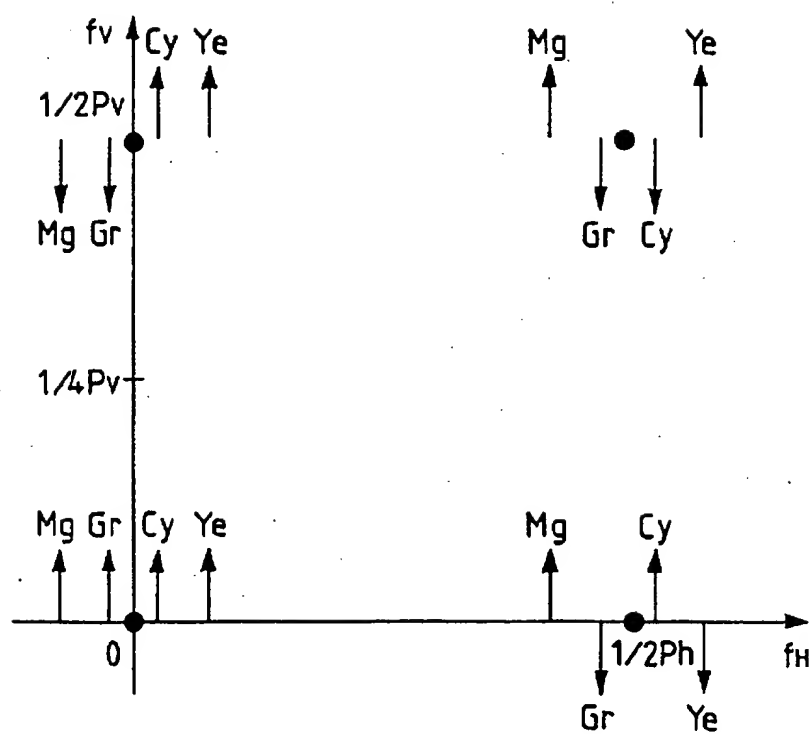 fV Cy Ye Mg Ye
1/2Pv
Mg Gr Gr Cy
1/4Pv
Mg Gr Cy Ye Mg Cy
0 1/2Ph fH
Gr Ye